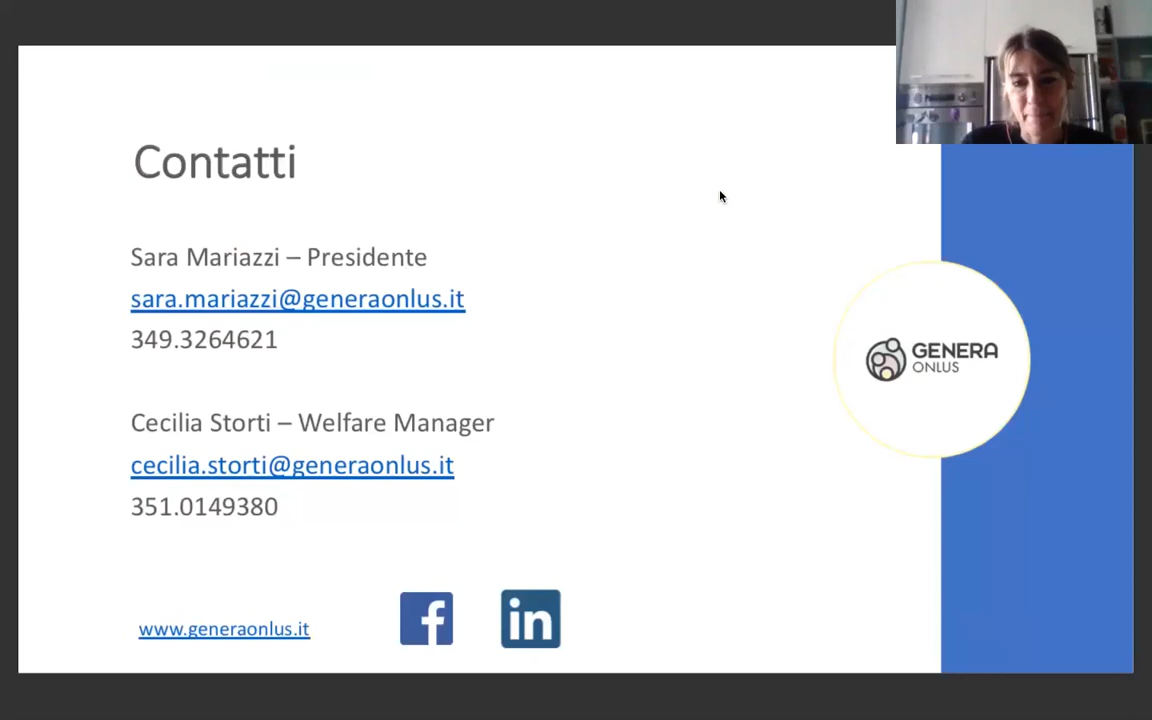 Contatti
Sara Mariazzi – Presidente
sara.mariazzi@generaonlus.it
349.3264621
Cecilia Storti – Welfare Manager
cecilia.storti@generaonlus.it
351.0149380
GENERA
ONLUS
www.generaonlus.it
f
in